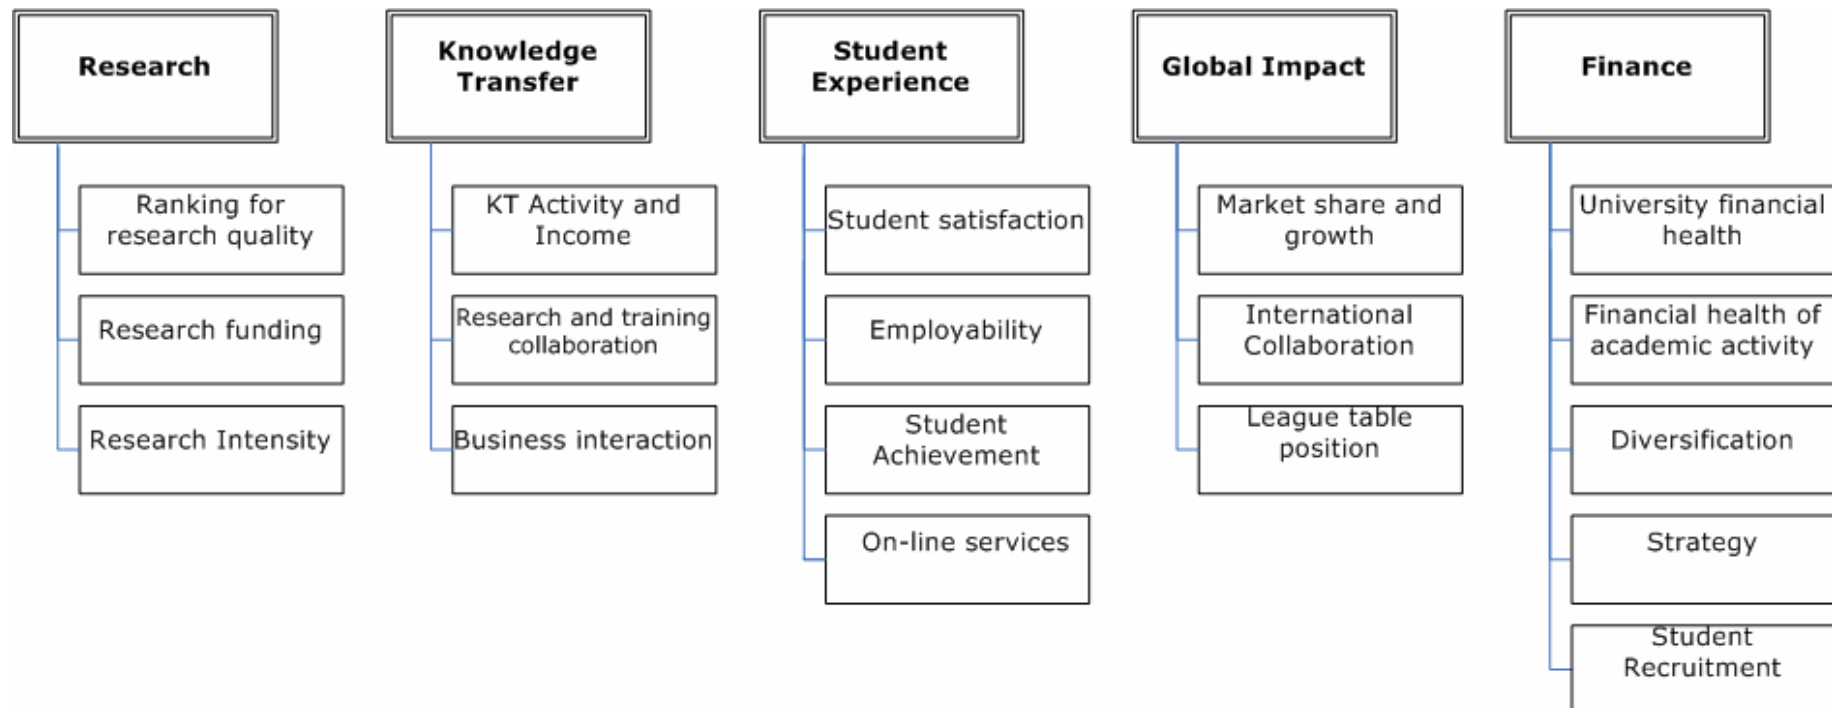 Research
Ranking for
research quality
Research funding
Research Intensity
Knowledge
Transfer
KT Activity and
Income
Research and training
collaboration
Business interaction
Student
Experience
Student satisfaction
Employability
Student
Achievement
On-line services
Global Impact
Market share and
growth
International
Collaboration
League table
position
Finance
University financial
health
Financial health of
academic activity
Diversification
Strategy
Student
Recruitment